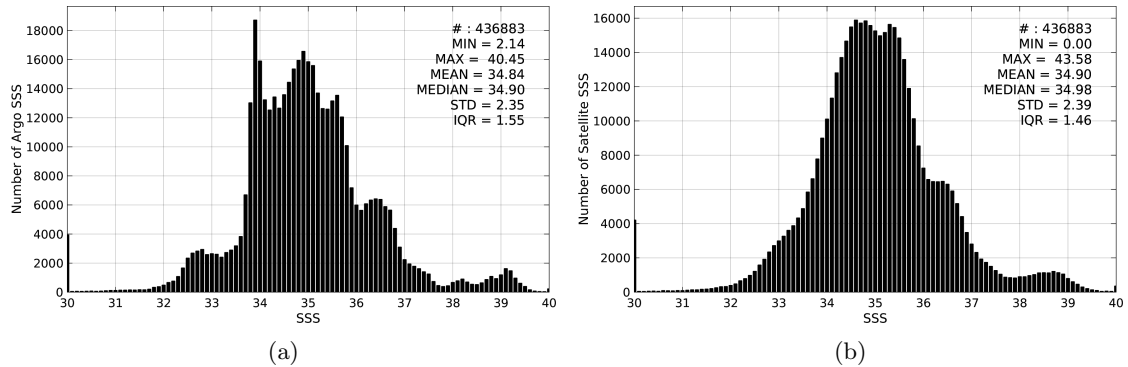 18000
16000
14000
12000
10000
8000
6000
4000
2000
0
Number of Argo SSS
# : 436883
MIN = 2.14
MAX = 40.45
MEAN = 34.84
MEDIAN = 34.90
STD = 2.35
IQR = 1.55
30 31 32 33 34 35 36 37 38 39 40
SSS
(a)
16000
14000
12000
10000
8000
6000
4000
2000
0
Number of Satellite SSS
# : 436883
MIN = 0.00
MAX = 43.58
MEAN = 34.90
MEDIAN = 34.98
STD = 2.39
IQR = 1.46
30 31 32 33 34 35 36 37 38 39 40
SSS
(b)